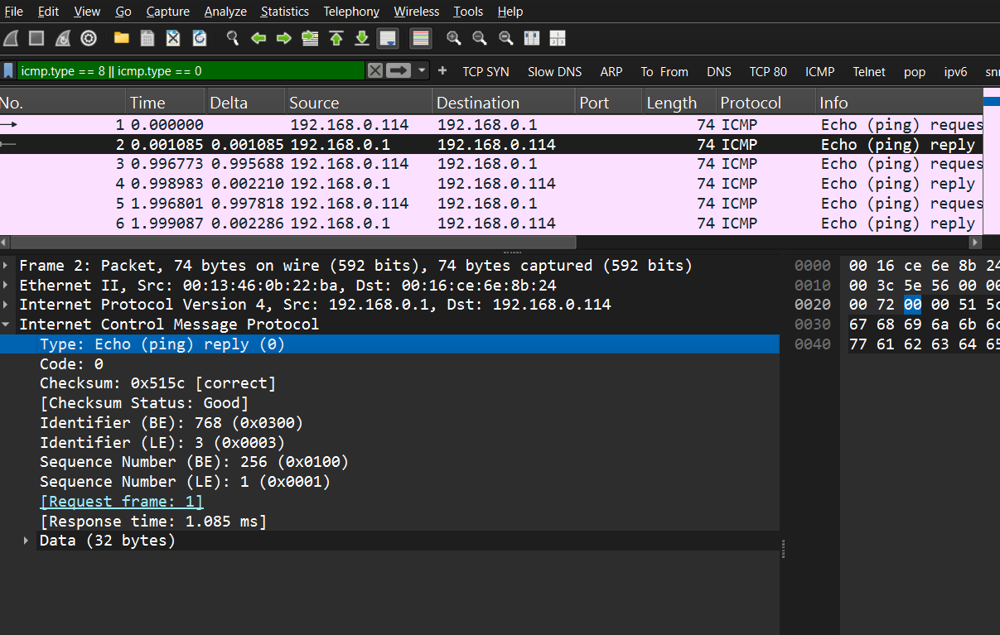 File Edit View Go Capture Analyze Statistics Telephony Wireless Tools Help
icmp.type == 8 || icmp.type == 0 + TCP SYN Slow DNS ARP To From DNS TCP 80 ICMP Telnet pop ipv6
No. Time Delta Source Destination Port Length Protocol Info
1 0.000000 192.168.0.114 192.168.0.1 74 ICMP Echo (ping) reques
2 0.001085 0.001085 192.168.0.1 192.168.0.114 74 ICMP Echo (ping) reply
3 0.996773 0.995688 192.168.0.114 192.168.0.1 74 ICMP Echo (ping) reques
4 0.998983 0.002210 192.168.0.1 192.168.0.114 74 ICMP Echo (ping) reply
5 1.996801 0.997818 192.168.0.114 192.168.0.1 74 ICMP Echo (ping) reques
6 1.999087 0.002286 192.168.0.1 192.168.0.114 74 ICMP Echo (ping) reply
Frame 2: Packet, 74 bytes on wire (592 bits), 74 bytes captured (592 bits)
Ethernet II, Src: 00:13:46:0b:22:ba, Dst: 00:16:ce:6e:8b:24
Internet Protocol Version 4, Src: 192.168.0.1, Dst: 192.168.0.114
Internet Control Message Protocol
Type: Echo (ping) reply (0)
Code: 0
Checksum: 0x515c [correct]
[Checksum Status: Good]
Identifier (BE): 768 (0x0300)
Identifier (LE): 3 (0x0003)
Sequence Number (BE): 256 (0x0100)
Sequence Number (LE): 1 (0x0001)
[Request frame: 1]
[Response time: 1.085 ms]
Data (32 bytes)
0000 00 16 ce 6e 8b 24
0010 00 3c 5e 56 00 00
0020 00 72 00 00 51 5c
0030 67 68 69 6a 6b 6c
0040 77 61 62 63 64 65